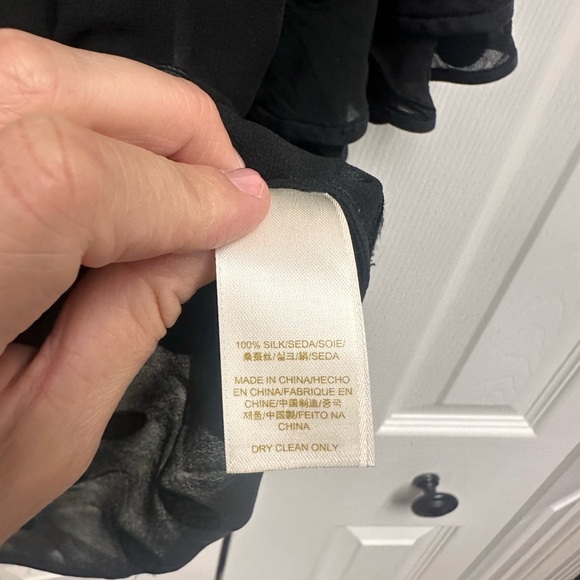 100% SILK/SEDA/SOIE/
桑蚕丝/실크/絹/SEDA
MADE IN CHINA/HECHO
EN CHINA/FABRIQUE EN
CHINE/中国制造/중국
제품/中国製/FEITO NA
CHINA
DRY CLEAN ONLY